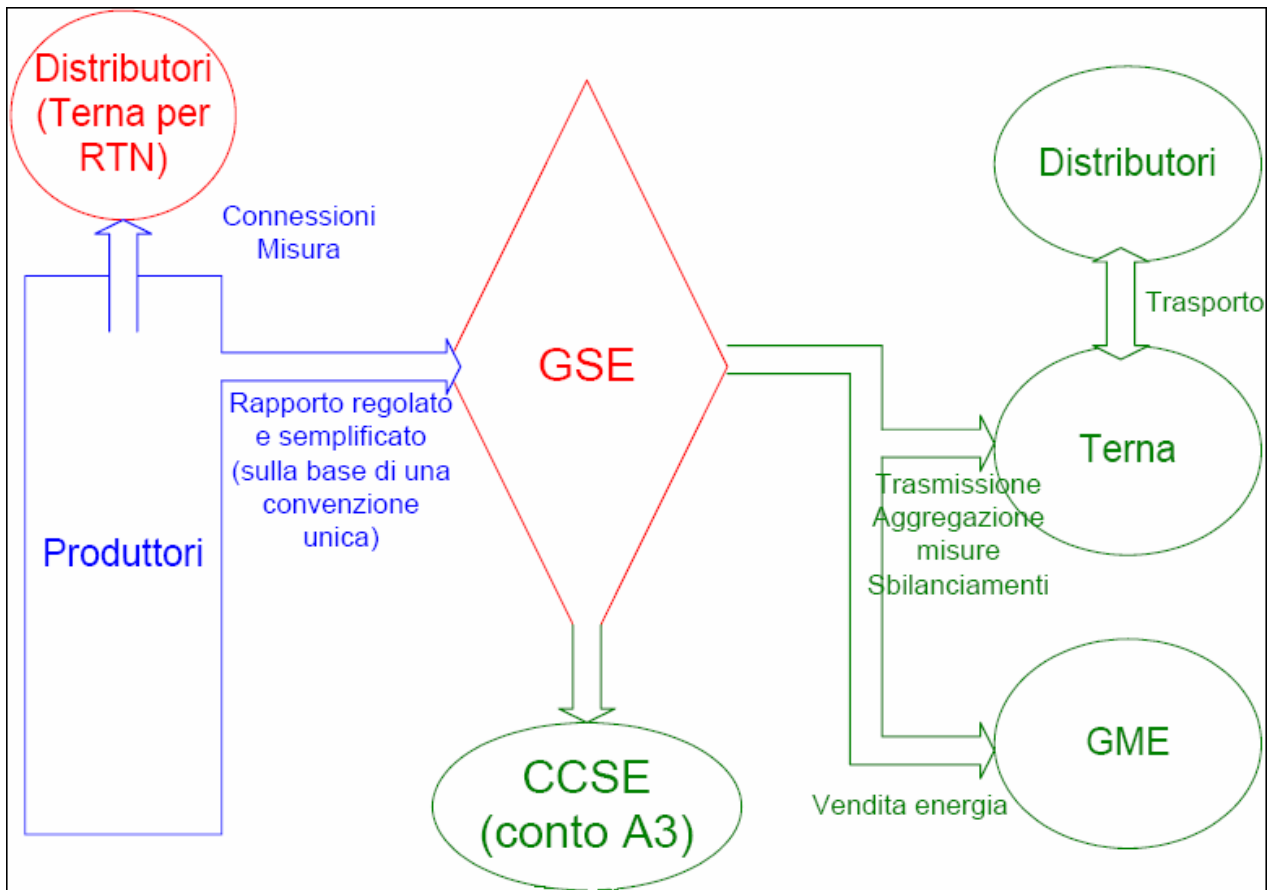 Distributori
(Terna per
RTN)
Connessioni
Misura
Produttori
Rapporto regolato
e semplificato
(sulla base di una
convenzione
unica)
GSE
CCSE
(conto A3)
Distributori
Trasporto
Terna
Trasmissione
Aggregazione
misure
Sbilanciamenti
GME
Vendita energia